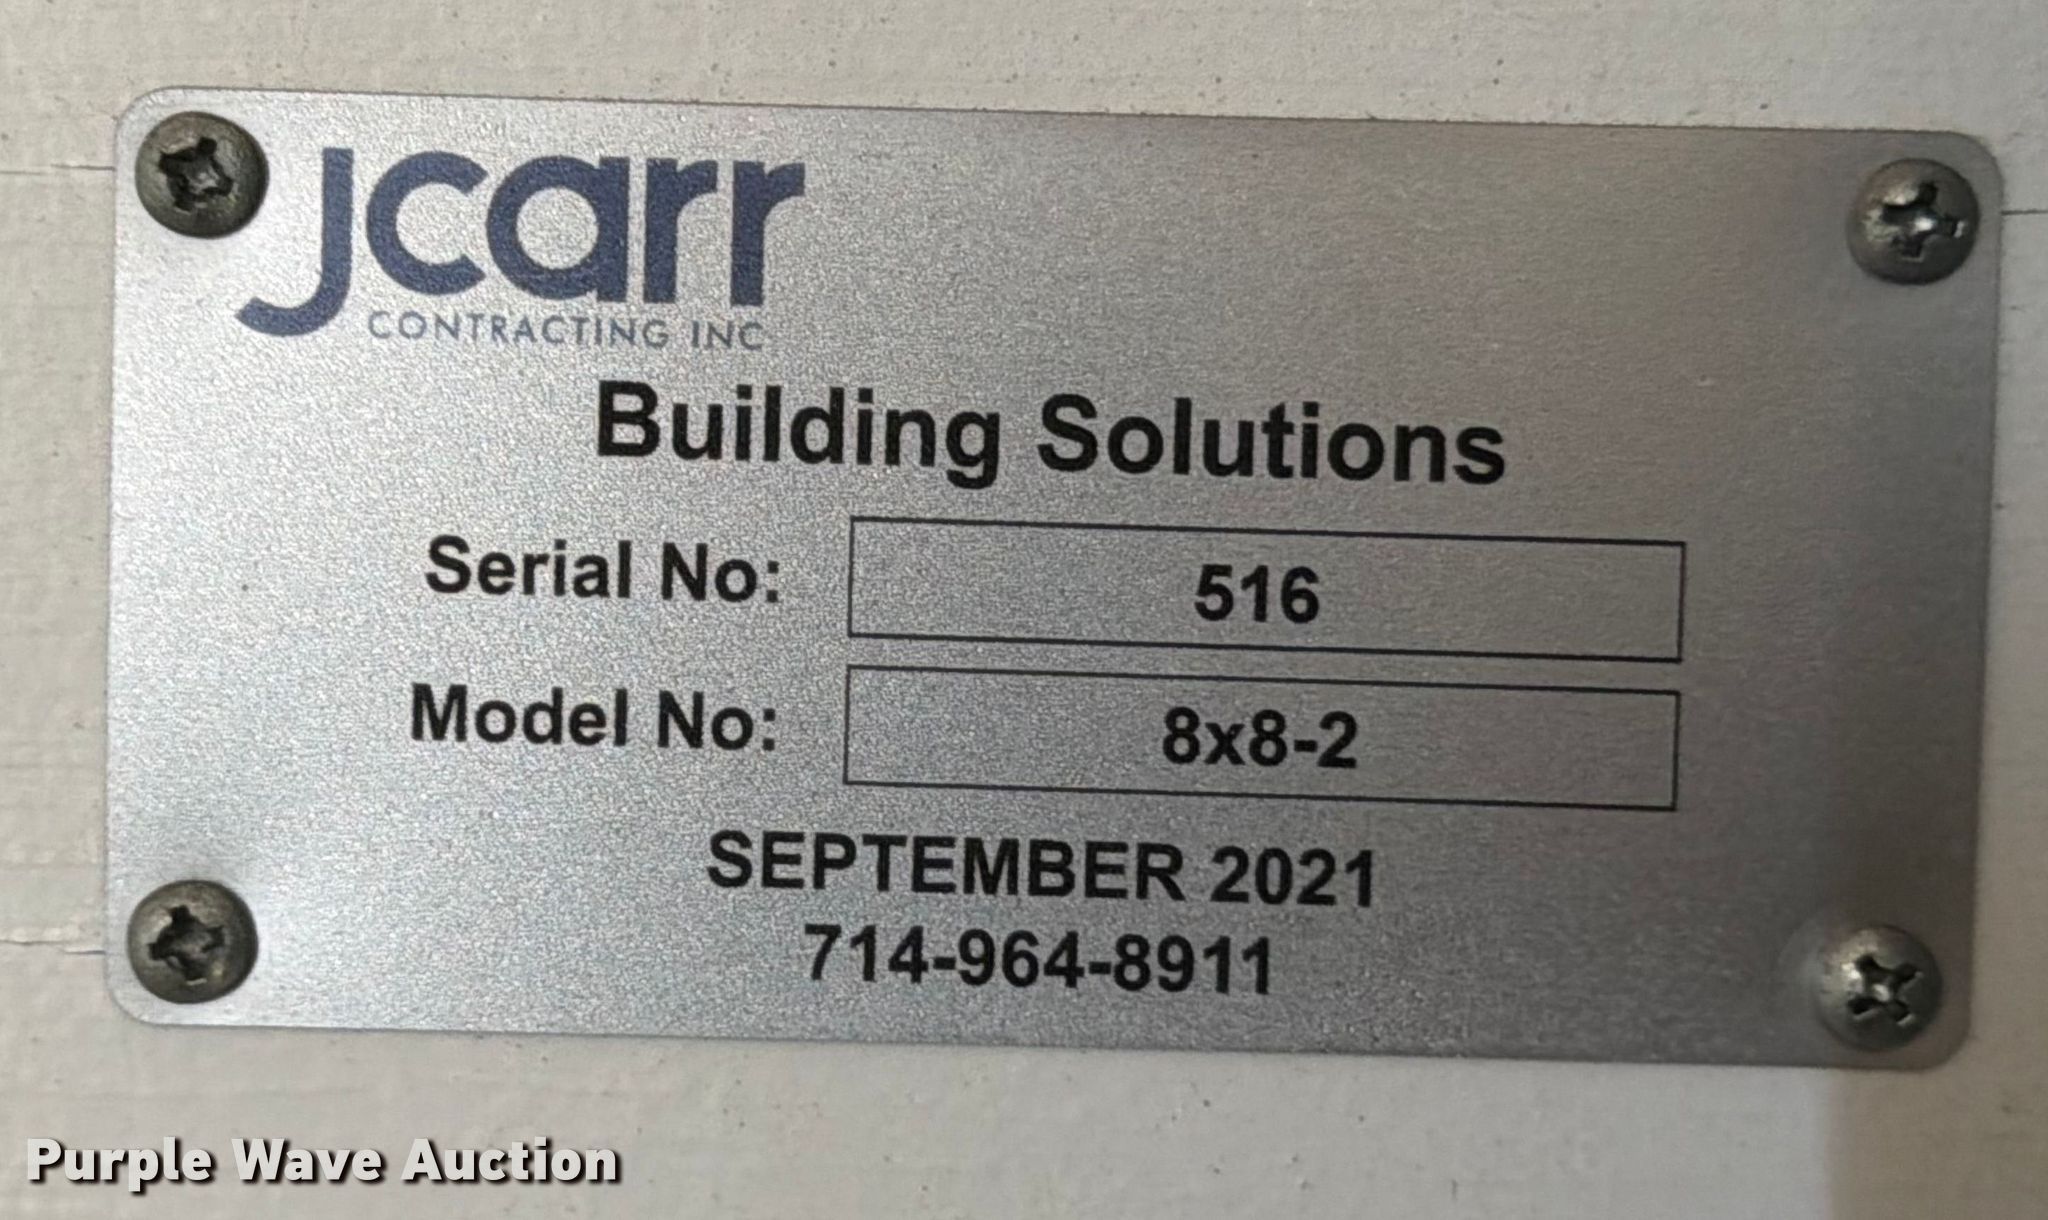 jcarr
CONTRACTING INC
Building Solutions
Serial No: 516
Model No: 8x8-2
SEPTEMBER 2021
714-964-8911
Purple Wave Auction